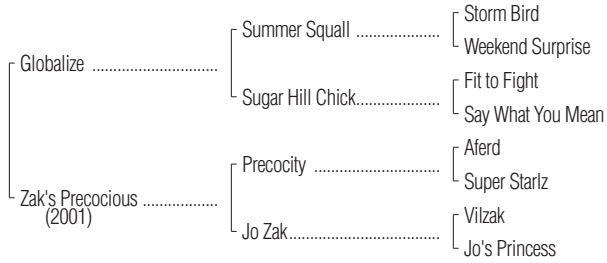 Storm Bird
Summer Squall ....................
Weekend Surprise
Globalize ..............................
Fit to Fight
Sugar Hill Chick....................
Say What You Mean
Aferd
Precocity ..............................
Super Starlz
Zak's Precocious ..................
(2001)
Vilzak
Jo Zak....................................
Jo's Princess